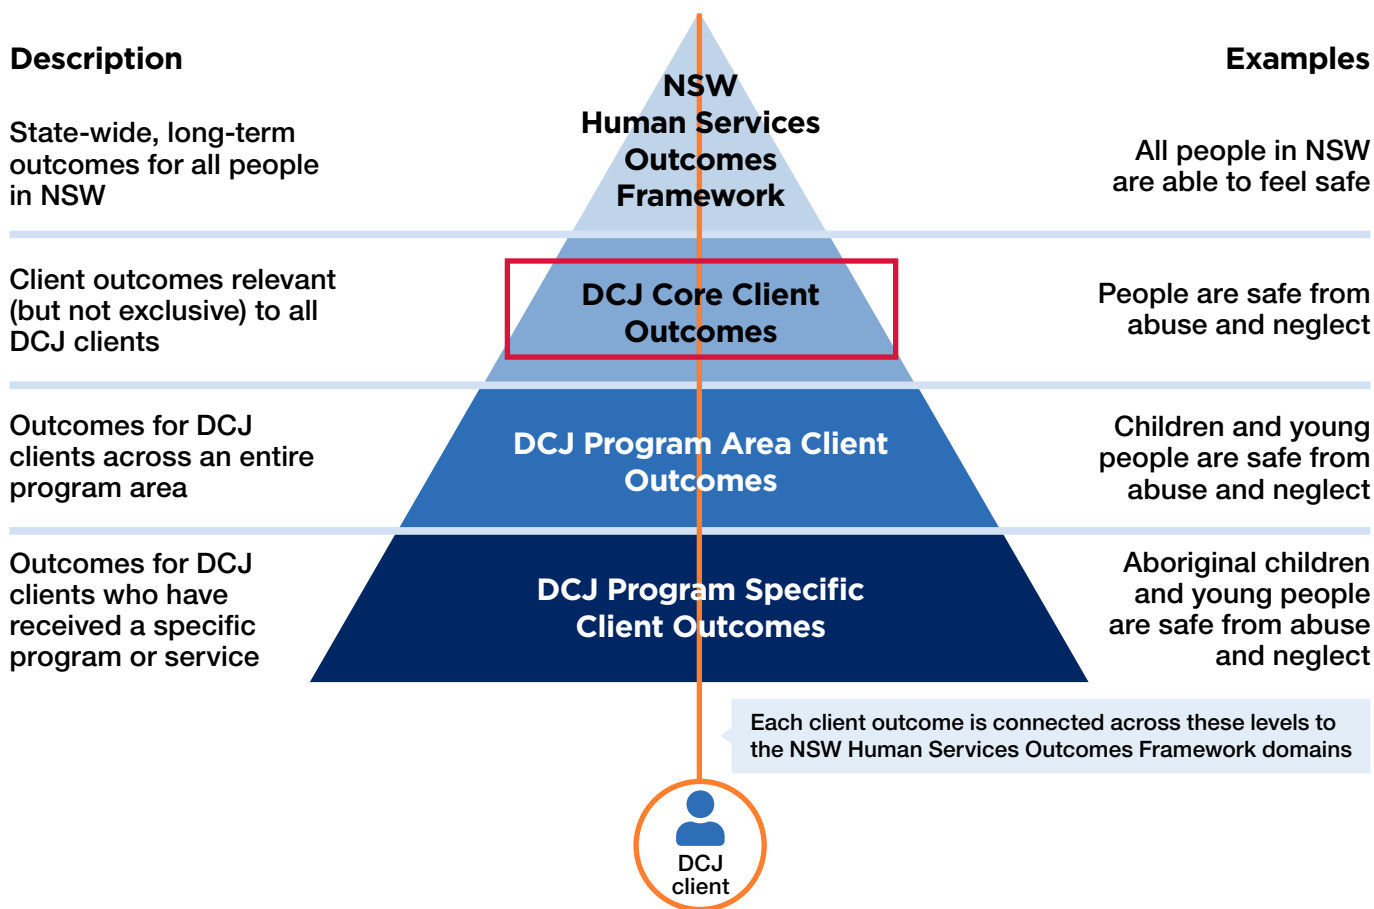 Description
Examples
NSW
Human Services
Outcomes
Framework
State-wide, long-term
outcomes for all people
in NSW
All people in NSW
are able to feel safe
Client outcomes relevant
(but not exclusive) to all
DCJ clients
DCJ Core Client
Outcomes
People are safe from
abuse and neglect
Outcomes for DCJ
clients across an entire
program area
DCJ Program Area Client
Outcomes
Children and young
people are safe from
abuse and neglect
Outcomes for DCJ
clients who have
received a specific
program or service
DCJ Program Specific
Client Outcomes
Aboriginal children
and young people
are safe from abuse
and neglect
Each client outcome is connected across these levels to
the NSW Human Services Outcomes Framework domains
DCJ
client